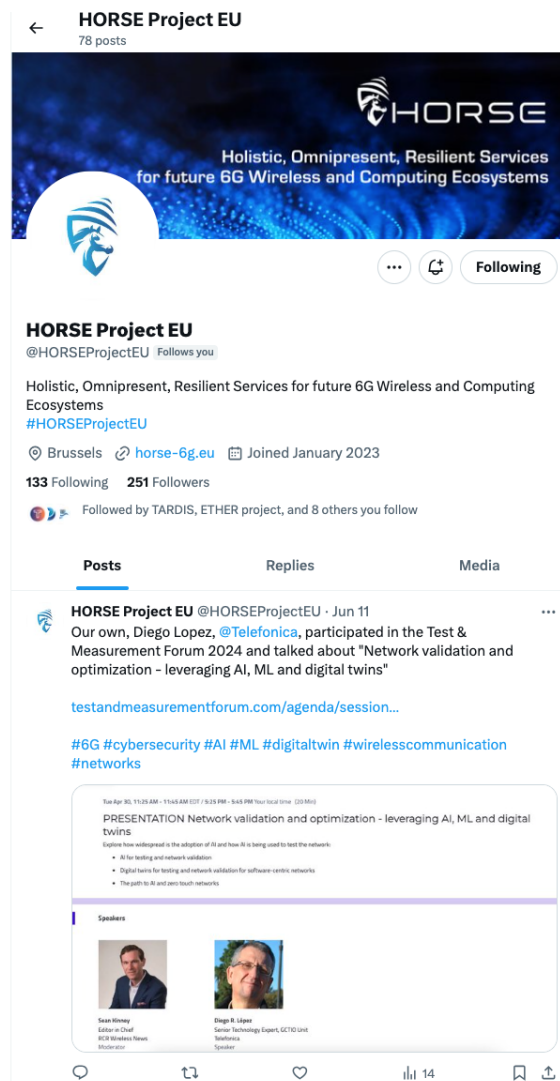 HORSE Project EU
78 posts
HORSE
Holistic, Omnipresent, Resilient Services
for future 6G Wireless and Computing Ecosystems
Following
HORSE Project EU
@HORSEProjectEU Follows you
Holistic, Omnipresent, Resilient Services for future 6G Wireless and Computing
Ecosystems
#HORSEProjectEU
Brussels horse-6g.eu Joined January 2023
133 Following 251 Followers
Followed by TARDIS, ETHER project, and 8 others you follow
Posts Replies Media
HORSE Project EU @HORSEProjectEU · Jun 11
Our own, Diego Lopez, @Telefonica, participated in the Test &
Measurement Forum 2024 and talked about "Network validation and
optimization - leveraging AI, ML and digital twins"
testandmeasurementforum.com/agenda/session...
#6G #cybersecurity #AI #ML #digitaltwin #wirelesscommunication
#networks
Tue Apr 30, 11:25 AM - 11:45 AM EDT / 5:25 PM - 5:45 PM Your local time (20 Min)
PRESENTATION Network validation and optimization - leveraging AI, ML and digital
twins
Explore how widespread is the adoption of AI and how AI is being used to test the network:
• AI for testing and network validation
• Digital twins for testing and network validation for software-centric networks
• The path to AI and zero touch networks
Speakers
Sean Kinney
Editor in Chief
RCR Wireless News
Moderator
Diego R. López
Senior Technology Expert, GCTIO Unit
Telefonica
Speaker
14